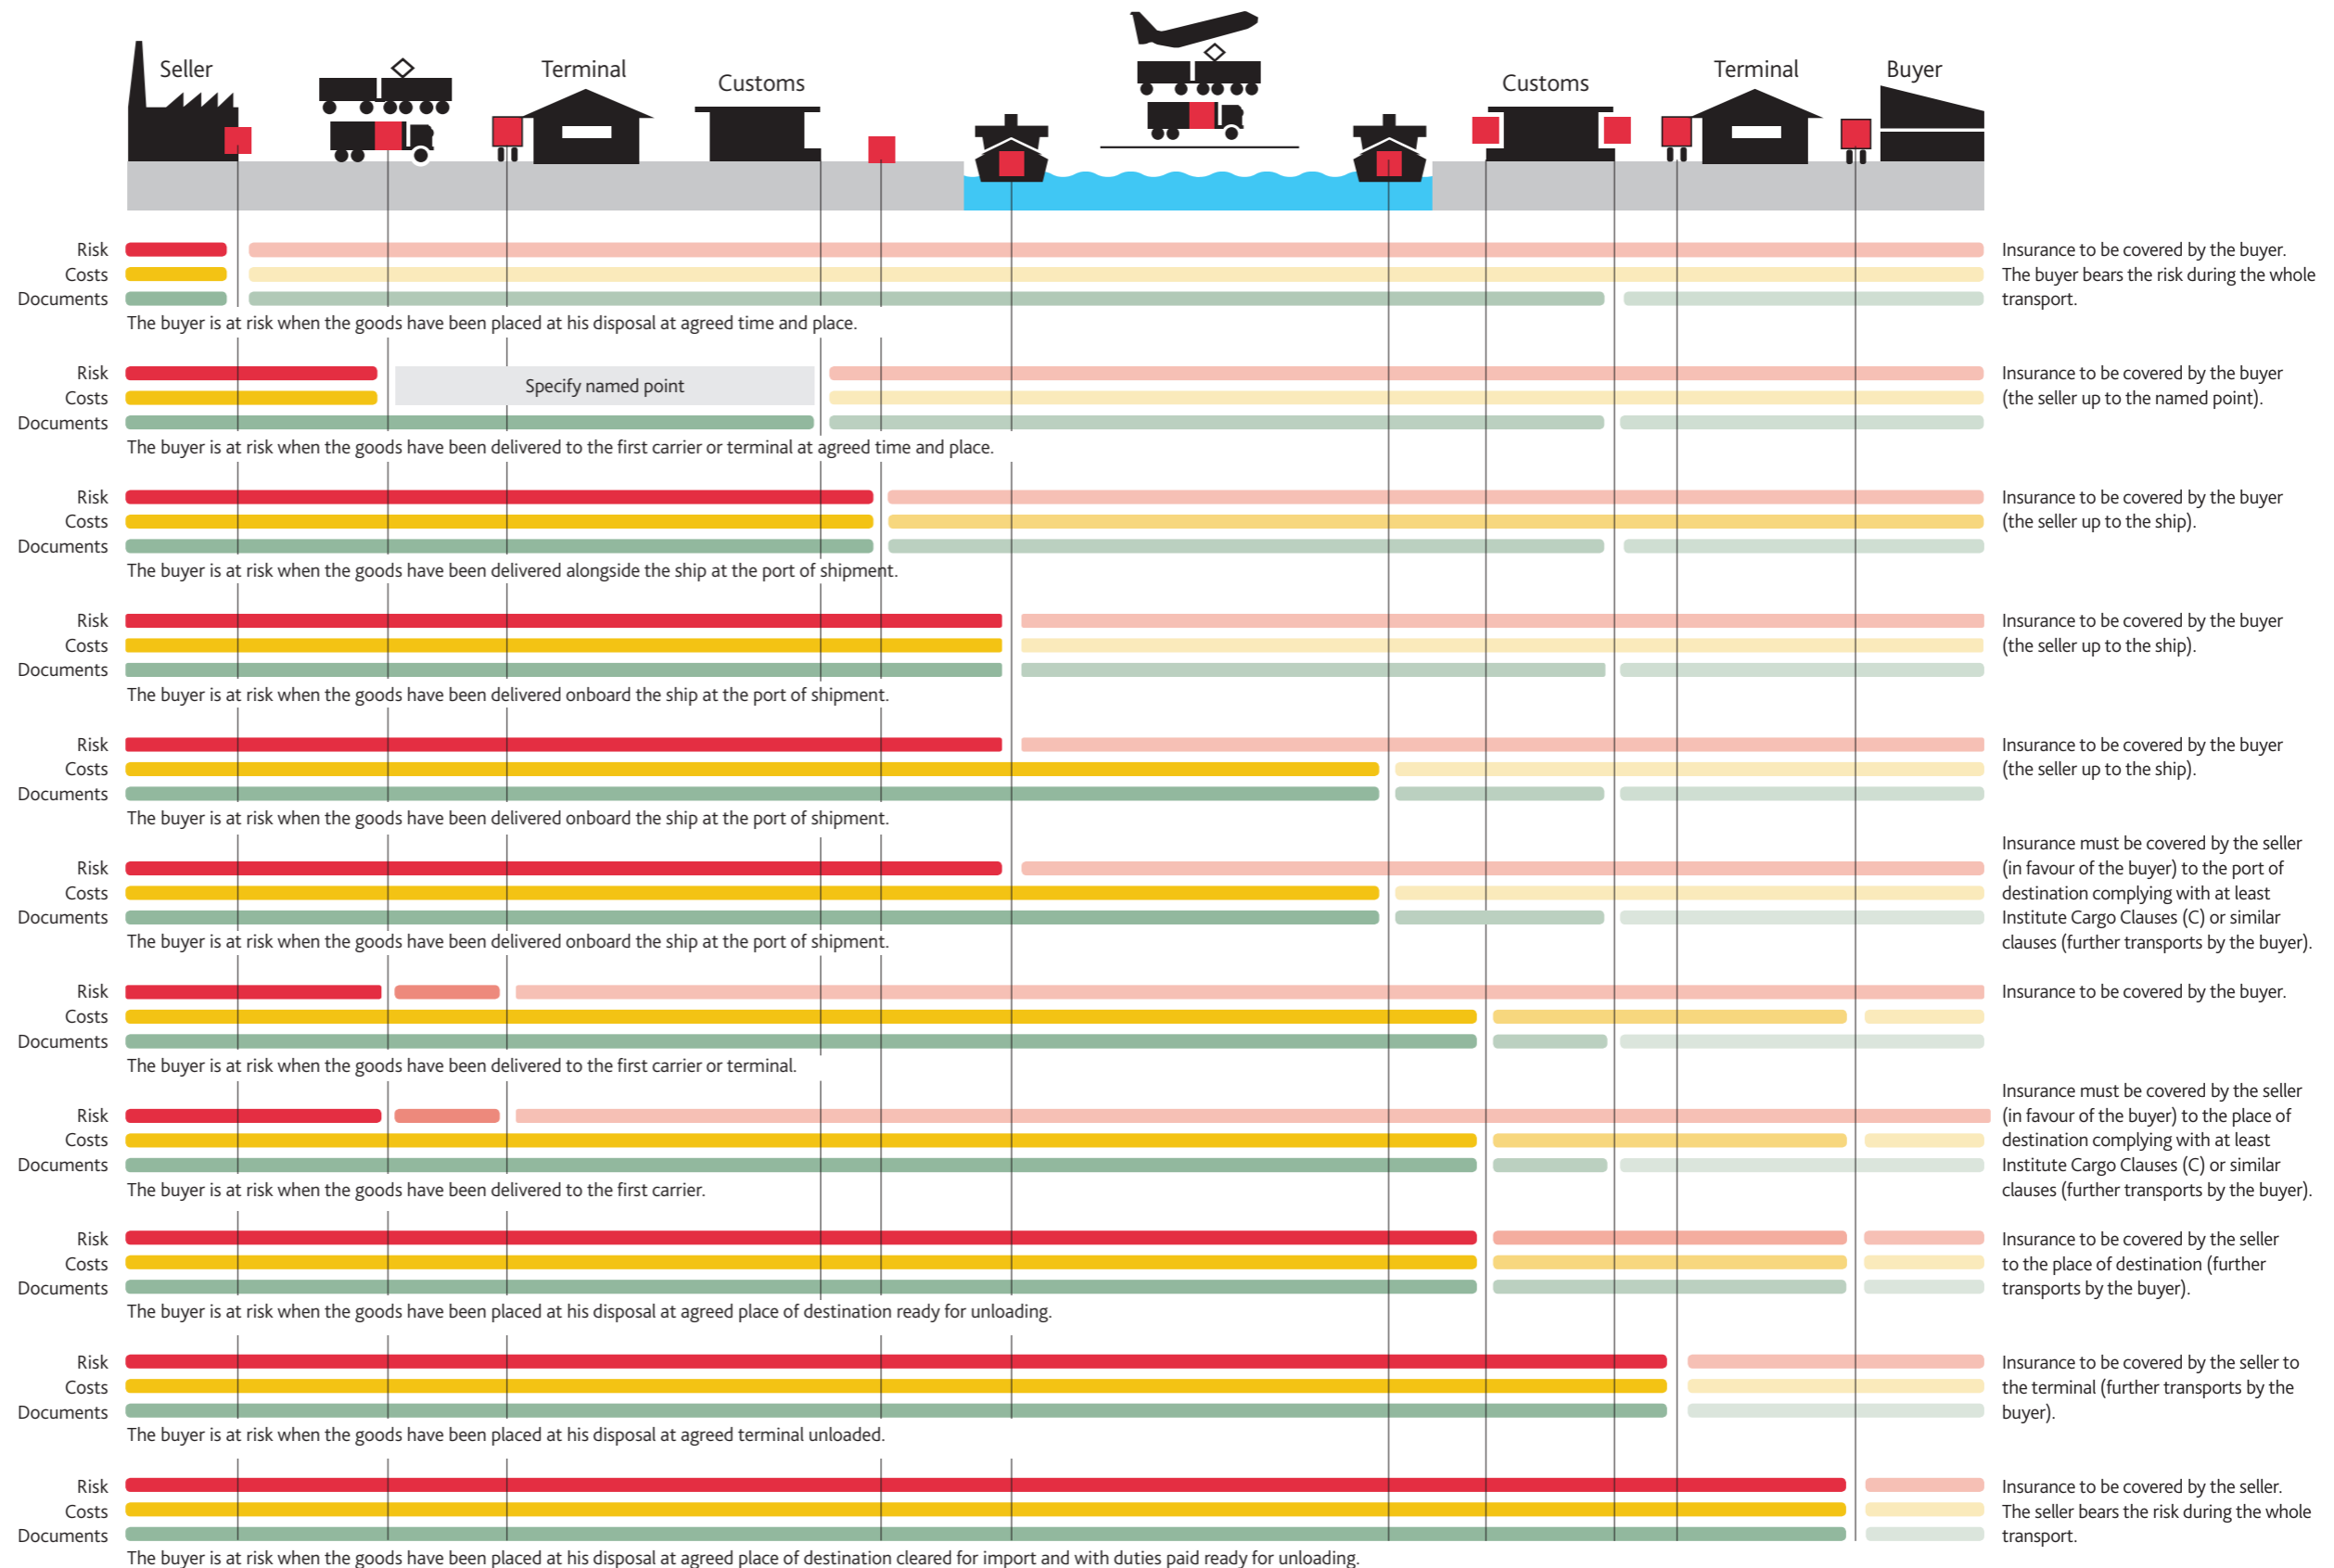 Seller
Terminal
Customs
Customs
Terminal
Buyer
Risk
Costs
Documents
Insurance to be covered by the buyer.
The buyer bears the risk during the whole
transport.
The buyer is at risk when the goods have been placed at his disposal at agreed time and place.
Risk
Costs
Documents
Specify named point
Insurance to be covered by the buyer
(the seller up to the named point).
The buyer is at risk when the goods have been delivered to the first carrier or terminal at agreed time and place.
Risk
Costs
Documents
Insurance to be covered by the buyer
(the seller up to the ship).
The buyer is at risk when the goods have been delivered alongside the ship at the port of shipment.
Risk
Costs
Documents
Insurance to be covered by the buyer
(the seller up to the ship).
The buyer is at risk when the goods have been delivered onboard the ship at the port of shipment.
Risk
Costs
Documents
Insurance to be covered by the buyer
(the seller up to the ship).
The buyer is at risk when the goods have been delivered onboard the ship at the port of shipment.
Risk
Costs
Documents
Insurance must be covered by the seller
(in favour of the buyer) to the port of
destination complying with at least
Institute Cargo Clauses (C) or similar
clauses (further transports by the buyer).
The buyer is at risk when the goods have been delivered onboard the ship at the port of shipment.
Risk
Costs
Documents
Insurance to be covered by the buyer.
The buyer is at risk when the goods have been delivered to the first carrier or terminal.
Risk
Costs
Documents
Insurance must be covered by the seller
(in favour of the buyer) to the place of
destination complying with at least
Institute Cargo Clauses (C) or similar
clauses (further transports by the buyer).
The buyer is at risk when the goods have been delivered to the first carrier.
Risk
Costs
Documents
Insurance to be covered by the seller
to the place of destination (further
transports by the buyer).
The buyer is at risk when the goods have been placed at his disposal at agreed place of destination ready for unloading.
Risk
Costs
Documents
Insurance to be covered by the seller to
the terminal (further transports by the
buyer).
The buyer is at risk when the goods have been placed at his disposal at agreed terminal unloaded.
Risk
Costs
Documents
Insurance to be covered by the seller.
The seller bears the risk during the whole
transport.
The buyer is at risk when the goods have been placed at his disposal at agreed place of destination cleared for import and with duties paid ready for unloading.